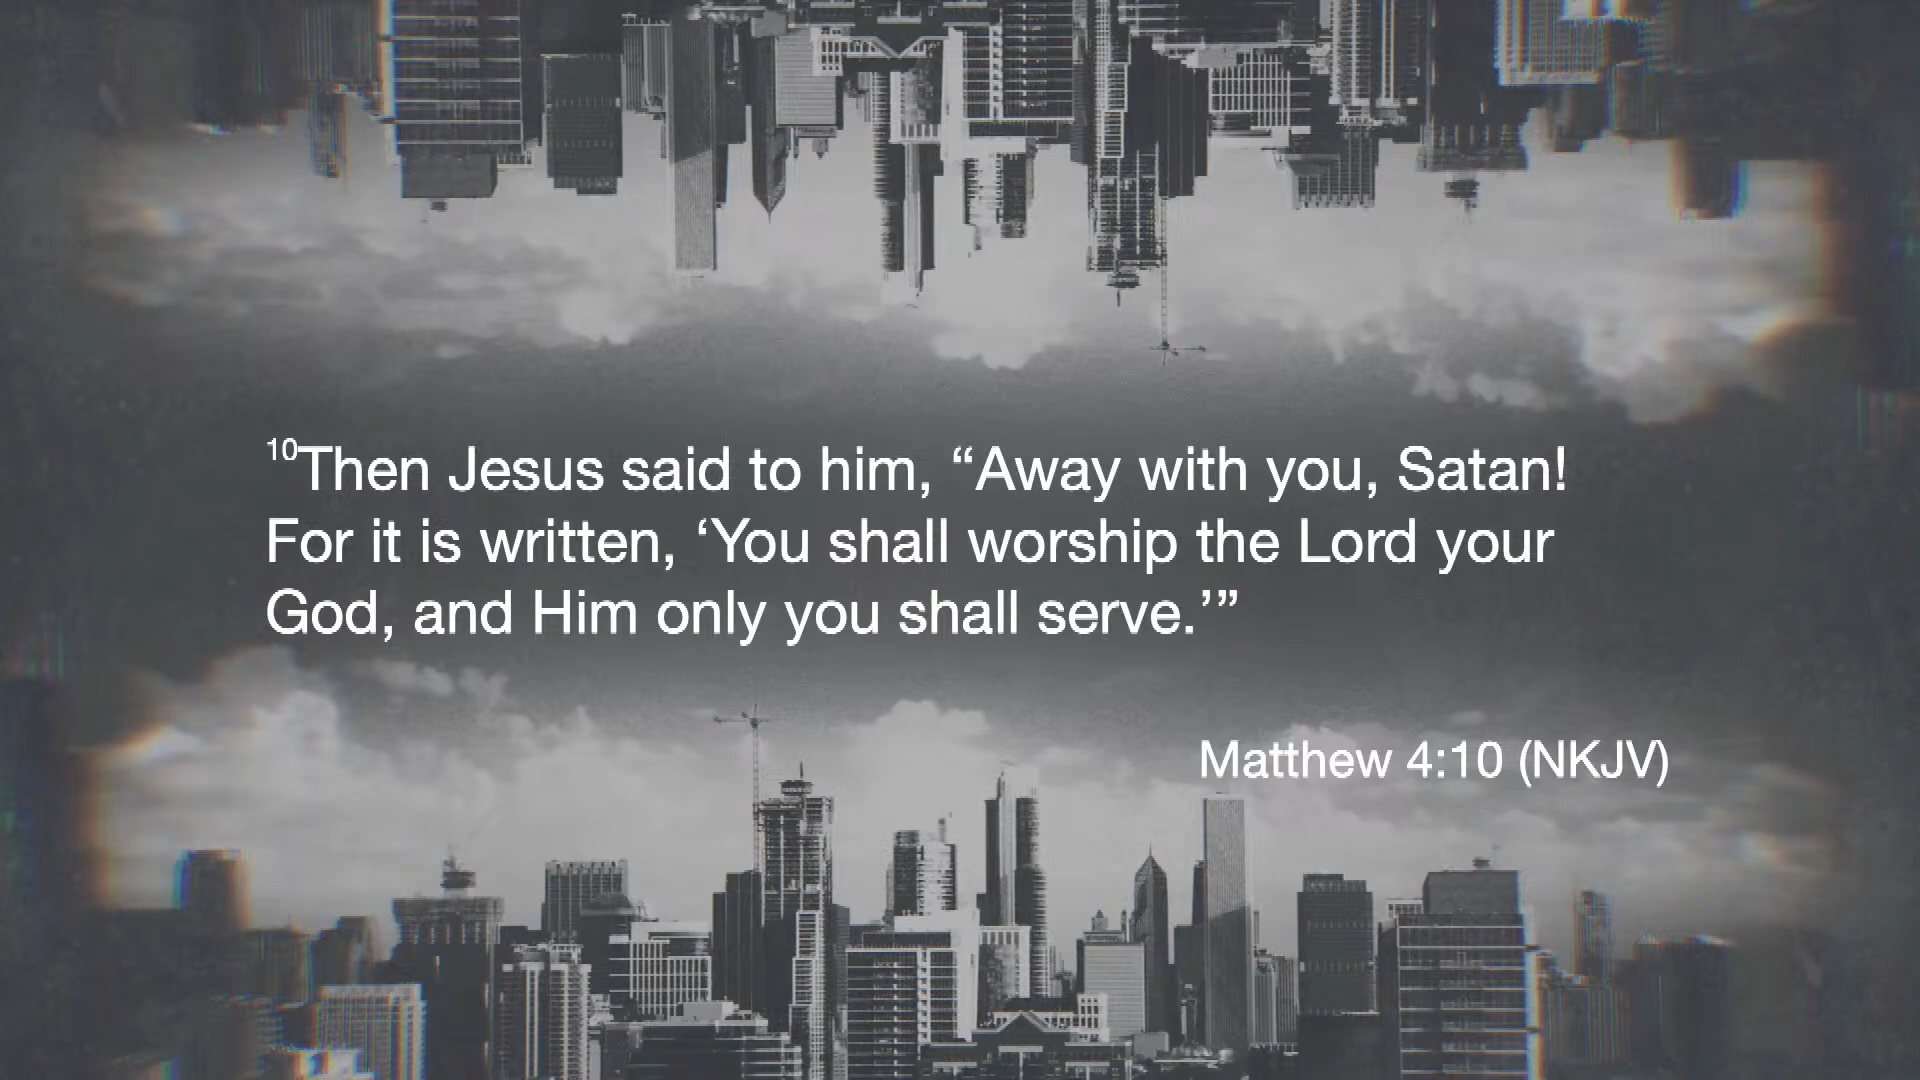 10Then Jesus said to him, “Away with you, Satan!
For it is written, ‘You shall worship the Lord your
God, and Him only you shall serve.’”
Matthew 4:10 (NKJV)